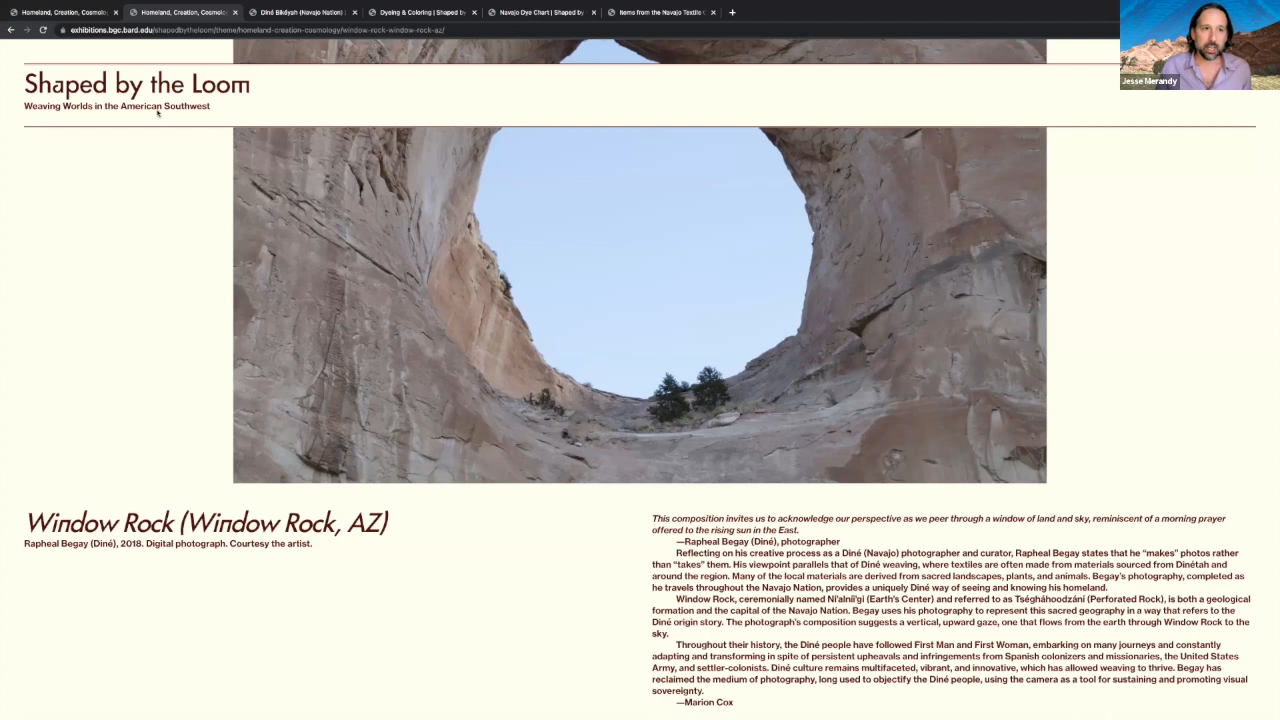 Homeland, Creation, Cosmolo
Homeland, Creation, Cosmolo
Diné Bikéyah (Navajo Nation) |
Dyeing & Coloring | Shaped by
Navajo Dye Chart | Shaped by
Items from the Navajo Textile C
exhibitions.bgc.bard.edu/shapedbytheloom/theme/homeland-creation-cosmology/window-rock-window-rock-az/
Jesse Merandy
Shaped by the Loom
Weaving Worlds in the American Southwest
Window Rock (Window Rock, AZ)
Rapheal Begay (Diné), 2018. Digital photograph. Courtesy the artist.
This composition invites us to acknowledge our perspective as we peer through a window of land and sky, reminiscent of a morning prayer
offered to the rising sun in the East.
—Rapheal Begay (Diné), photographer
Reflecting on his creative process as a Diné (Navajo) photographer and curator, Rapheal Begay states that he “makes” photos rather
than “takes” them. His viewpoint parallels that of Diné weaving, where textiles are often made from materials sourced from Dinétah and
around the region. Many of the local materials are derived from sacred landscapes, plants, and animals. Begay’s photography, completed as
he travels throughout the Navajo Nation, provides a uniquely Diné way of seeing and knowing his homeland.
Window Rock, ceremonially named Ni’alníi’gi (Earth’s Center) and referred to as Tségháhoodzání (Perforated Rock), is both a geological
formation and the capital of the Navajo Nation. Begay uses his photography to represent this sacred geography in a way that refers to the
Diné origin story. The photograph’s composition suggests a vertical, upward gaze, one that flows from the earth through Window Rock to the
sky.
Throughout their history, the Diné people have followed First Man and First Woman, embarking on many journeys and constantly
adapting and transforming in spite of persistent upheavals and infringements from Spanish colonizers and missionaries, the United States
Army, and settler-colonists. Diné culture remains multifaceted, vibrant, and innovative, which has allowed weaving to thrive. Begay has
reclaimed the medium of photography, long used to objectify the Diné people, using the camera as a tool for sustaining and promoting visual
sovereignty.
—Marion Cox